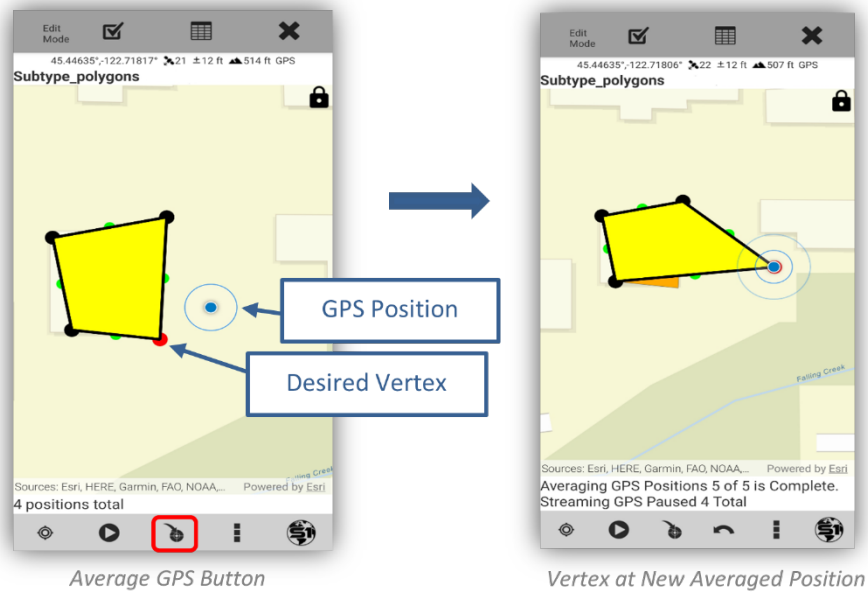 Edit
Mode
45.44635°,-122.71817° 21 ±12 ft 514 ft GPS
Subtype_polygons
Failing Creek
Sources: Esri, HERE, Garmin, FAO, NOAA,... Powered by Esri
4 positions total
Average GPS Button
GPS Position
Desired Vertex
Edit
Mode
45.44635°,-122.71806° 22 ±12 ft 507 ft GPS
Subtype_polygons
Failing Creek
Sources: Esri, HERE, Garmin, FAO, NOAA,... Powered by Esri
Averaging GPS Positions 5 of 5 is Complete.
Streaming GPS Paused 4 Total
Vertex at New Averaged Position